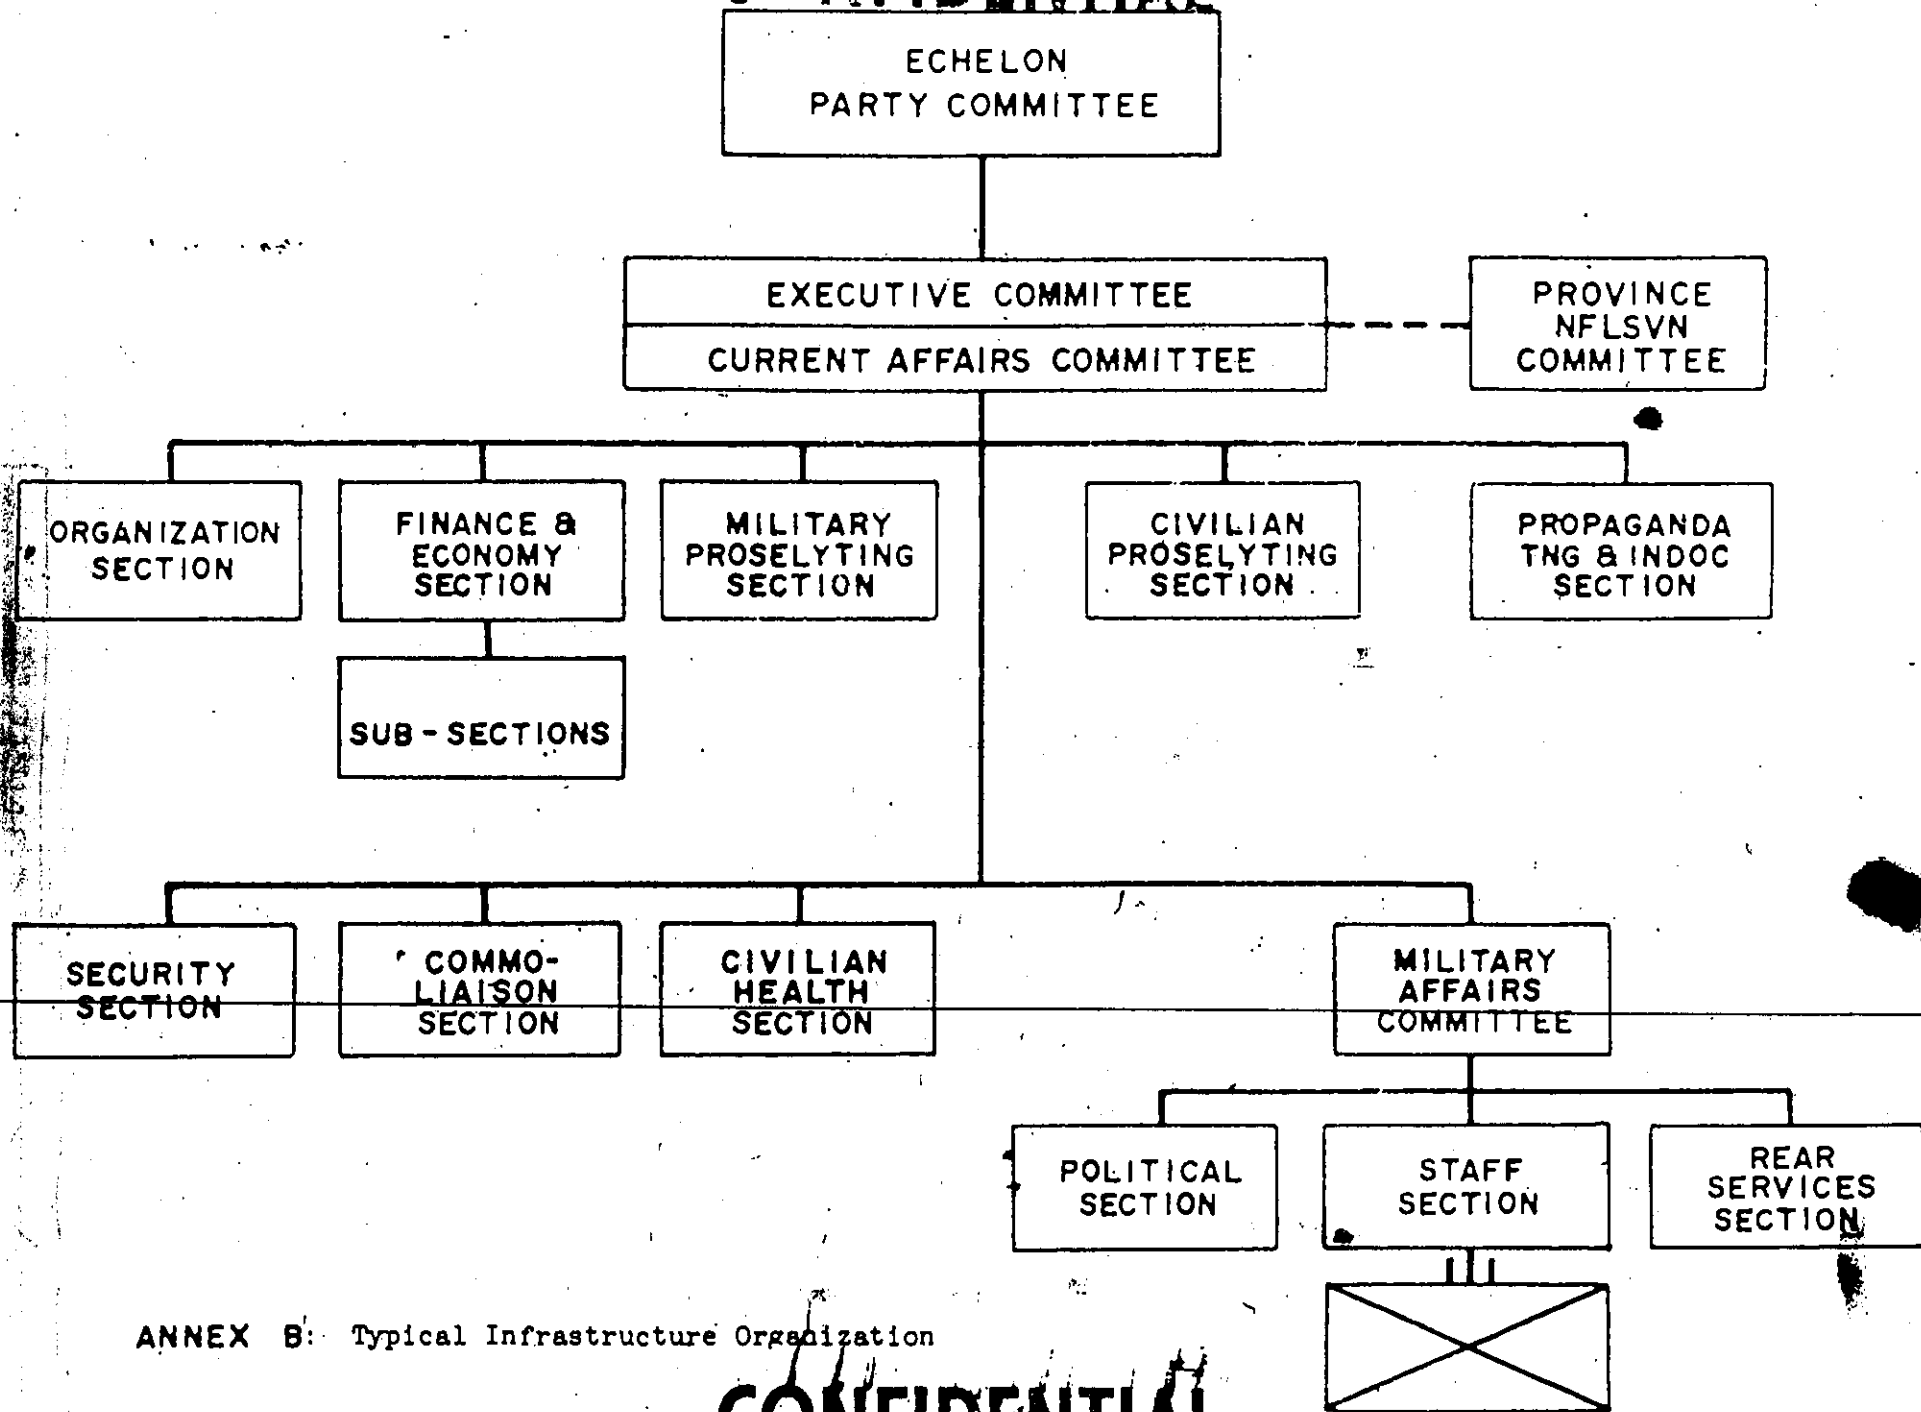 ECHELON
PARTY COMMITTEE
EXECUTIVE COMMITTEE
CURRENT AFFAIRS COMMITTEE
PROVINCE
NFLSVN
COMMITTEE
ORGANIZATION
SECTION
FINANCE &
ECONOMY
SECTION
MILITARY
PROSELYTING
SECTION
CIVILIAN
PROSELYTING
SECTION
PROPAGANDA
TNG & INDOC
SECTION
SUB-SECTIONS
SECURITY
SECTION
COMMO-
LIAISON
SECTION
CIVILIAN
HEALTH
SECTION
MILITARY
AFFAIRS
COMMITTEE
POLITICAL
SECTION
STAFF
SECTION
REAR
SERVICES
SECTION
ANNEX B: Typical Infrastructure Organization
CONFIDENTIAL